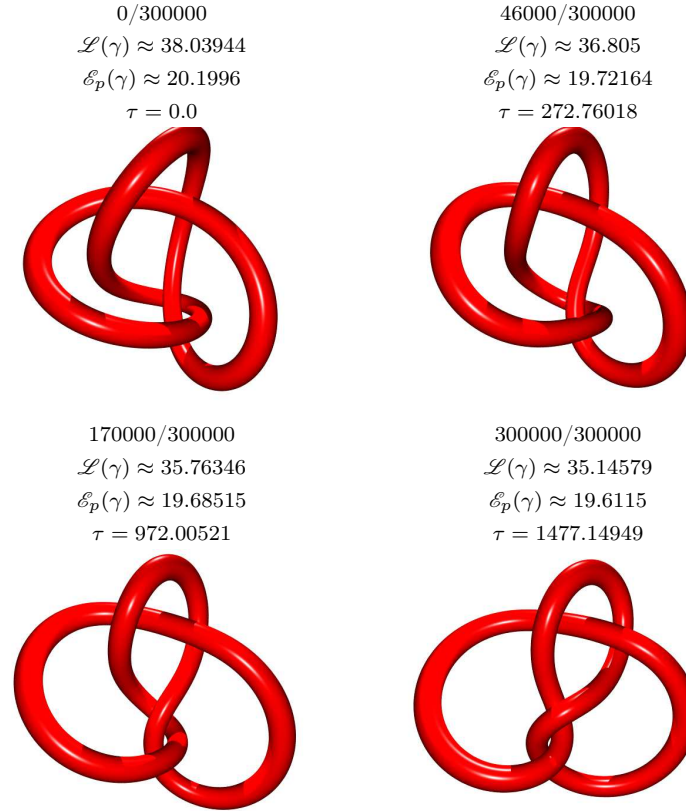 0/300000
ℒ(γ) ≈ 38.03944
ℰₚ(γ) ≈ 20.1996
τ = 0.0
46000/300000
ℒ(γ) ≈ 36.805
ℰₚ(γ) ≈ 19.72164
τ = 272.76018
170000/300000
ℒ(γ) ≈ 35.76346
ℰₚ(γ) ≈ 19.68515
τ = 972.00521
300000/300000
ℒ(γ) ≈ 35.14579
ℰₚ(γ) ≈ 19.6115
τ = 1477.14949